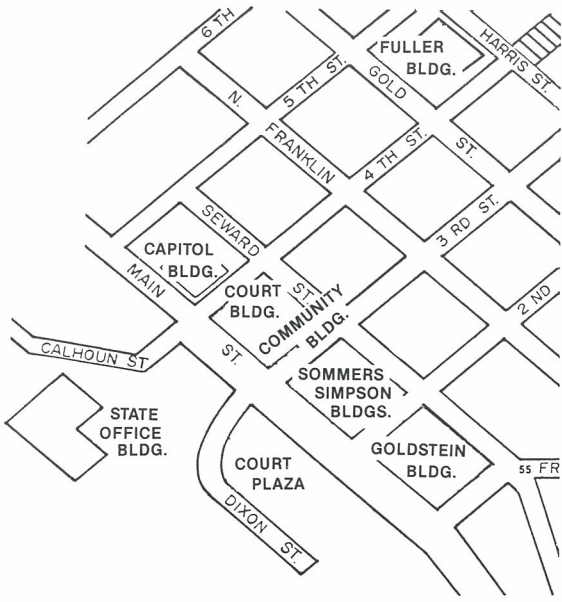 6 TH
FULLER
BLDG.
HARRIS ST.
N.
FRANKLIN
5 TH ST.
GOLD
ST.
4 TH ST.
SEWARD
ST.
3 RD ST.
CAPITOL
BLDG.
MAIN
ST.
COURT
BLDG.
COMMUNITY
BLDG.
2 ND
CALHOUN ST
SOMMERS
SIMPSON
BLDGS.
STATE
OFFICE
BLDG.
GOLDSTEIN
BLDG.
COURT
PLAZA
55 FR
DIXON ST.